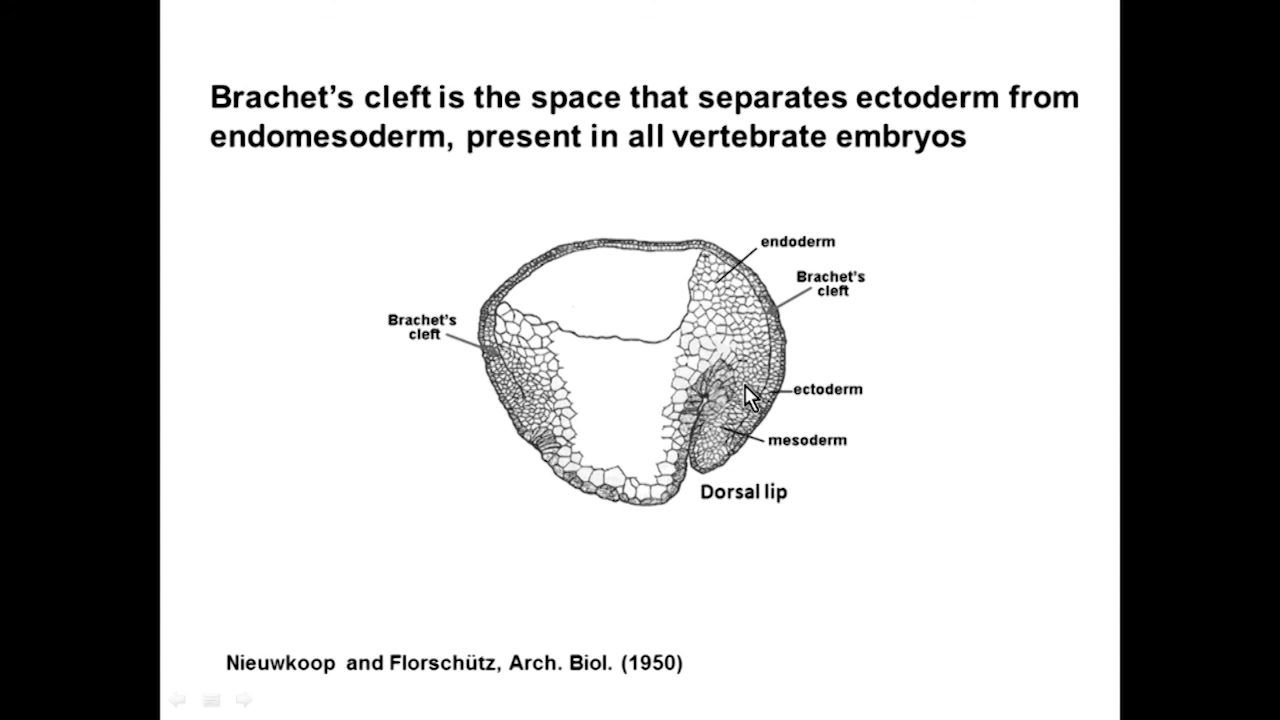 Brachet’s cleft is the space that separates ectoderm from
endomesoderm, present in all vertebrate embryos
endoderm
Brachet’s
cleft
Brachet’s
cleft
ectoderm
mesoderm
Dorsal lip
Nieuwkoop and Florschütz, Arch. Biol. (1950)